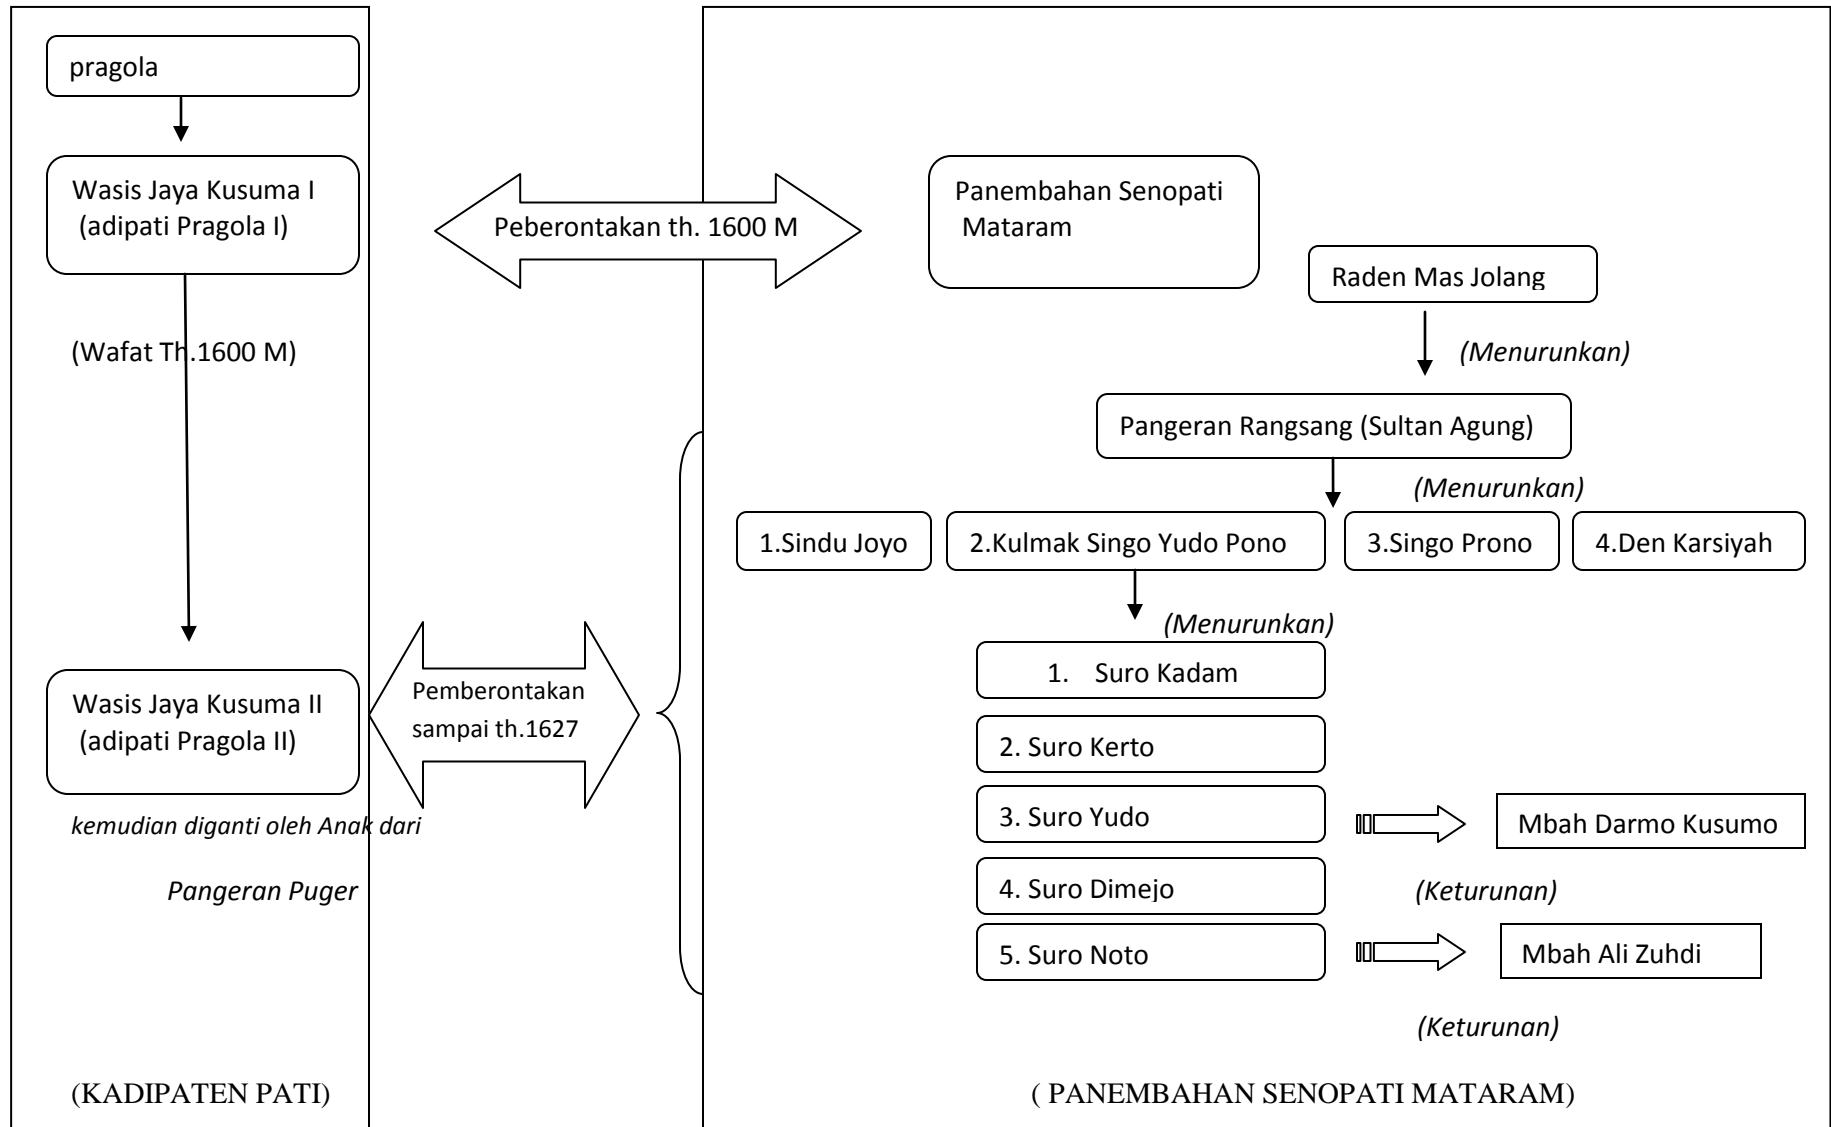 pragola
Wasis Jaya Kusuma I
(adipati Pragola I)
(Wafat Th.1600 M)
Wasis Jaya Kusuma II
(adipati Pragola II)
kemudian diganti oleh Anak dari
Pangeran Puger
(KADIPATEN PATI)
Peberontakan th. 1600 M
Pemberontakan
sampai th.1627
Panembahan Senopati
Mataram
Raden Mas Jolang
(Menurunkan)
Pangeran Rangsang (Sultan Agung)
(Menurunkan)
1.Sindu Joyo
2.Kulmak Singo Yudo Pono
3.Singo Prono
4.Den Karsiyah
(Menurunkan)
1. Suro Kadam
2. Suro Kerto
3. Suro Yudo
Mbah Darmo Kusumo
4. Suro Dimejo
(Keturunan)
5. Suro Noto
Mbah Ali Zuhdi
(Keturunan)
( PANEMBAHAN SENOPATI MATARAM)